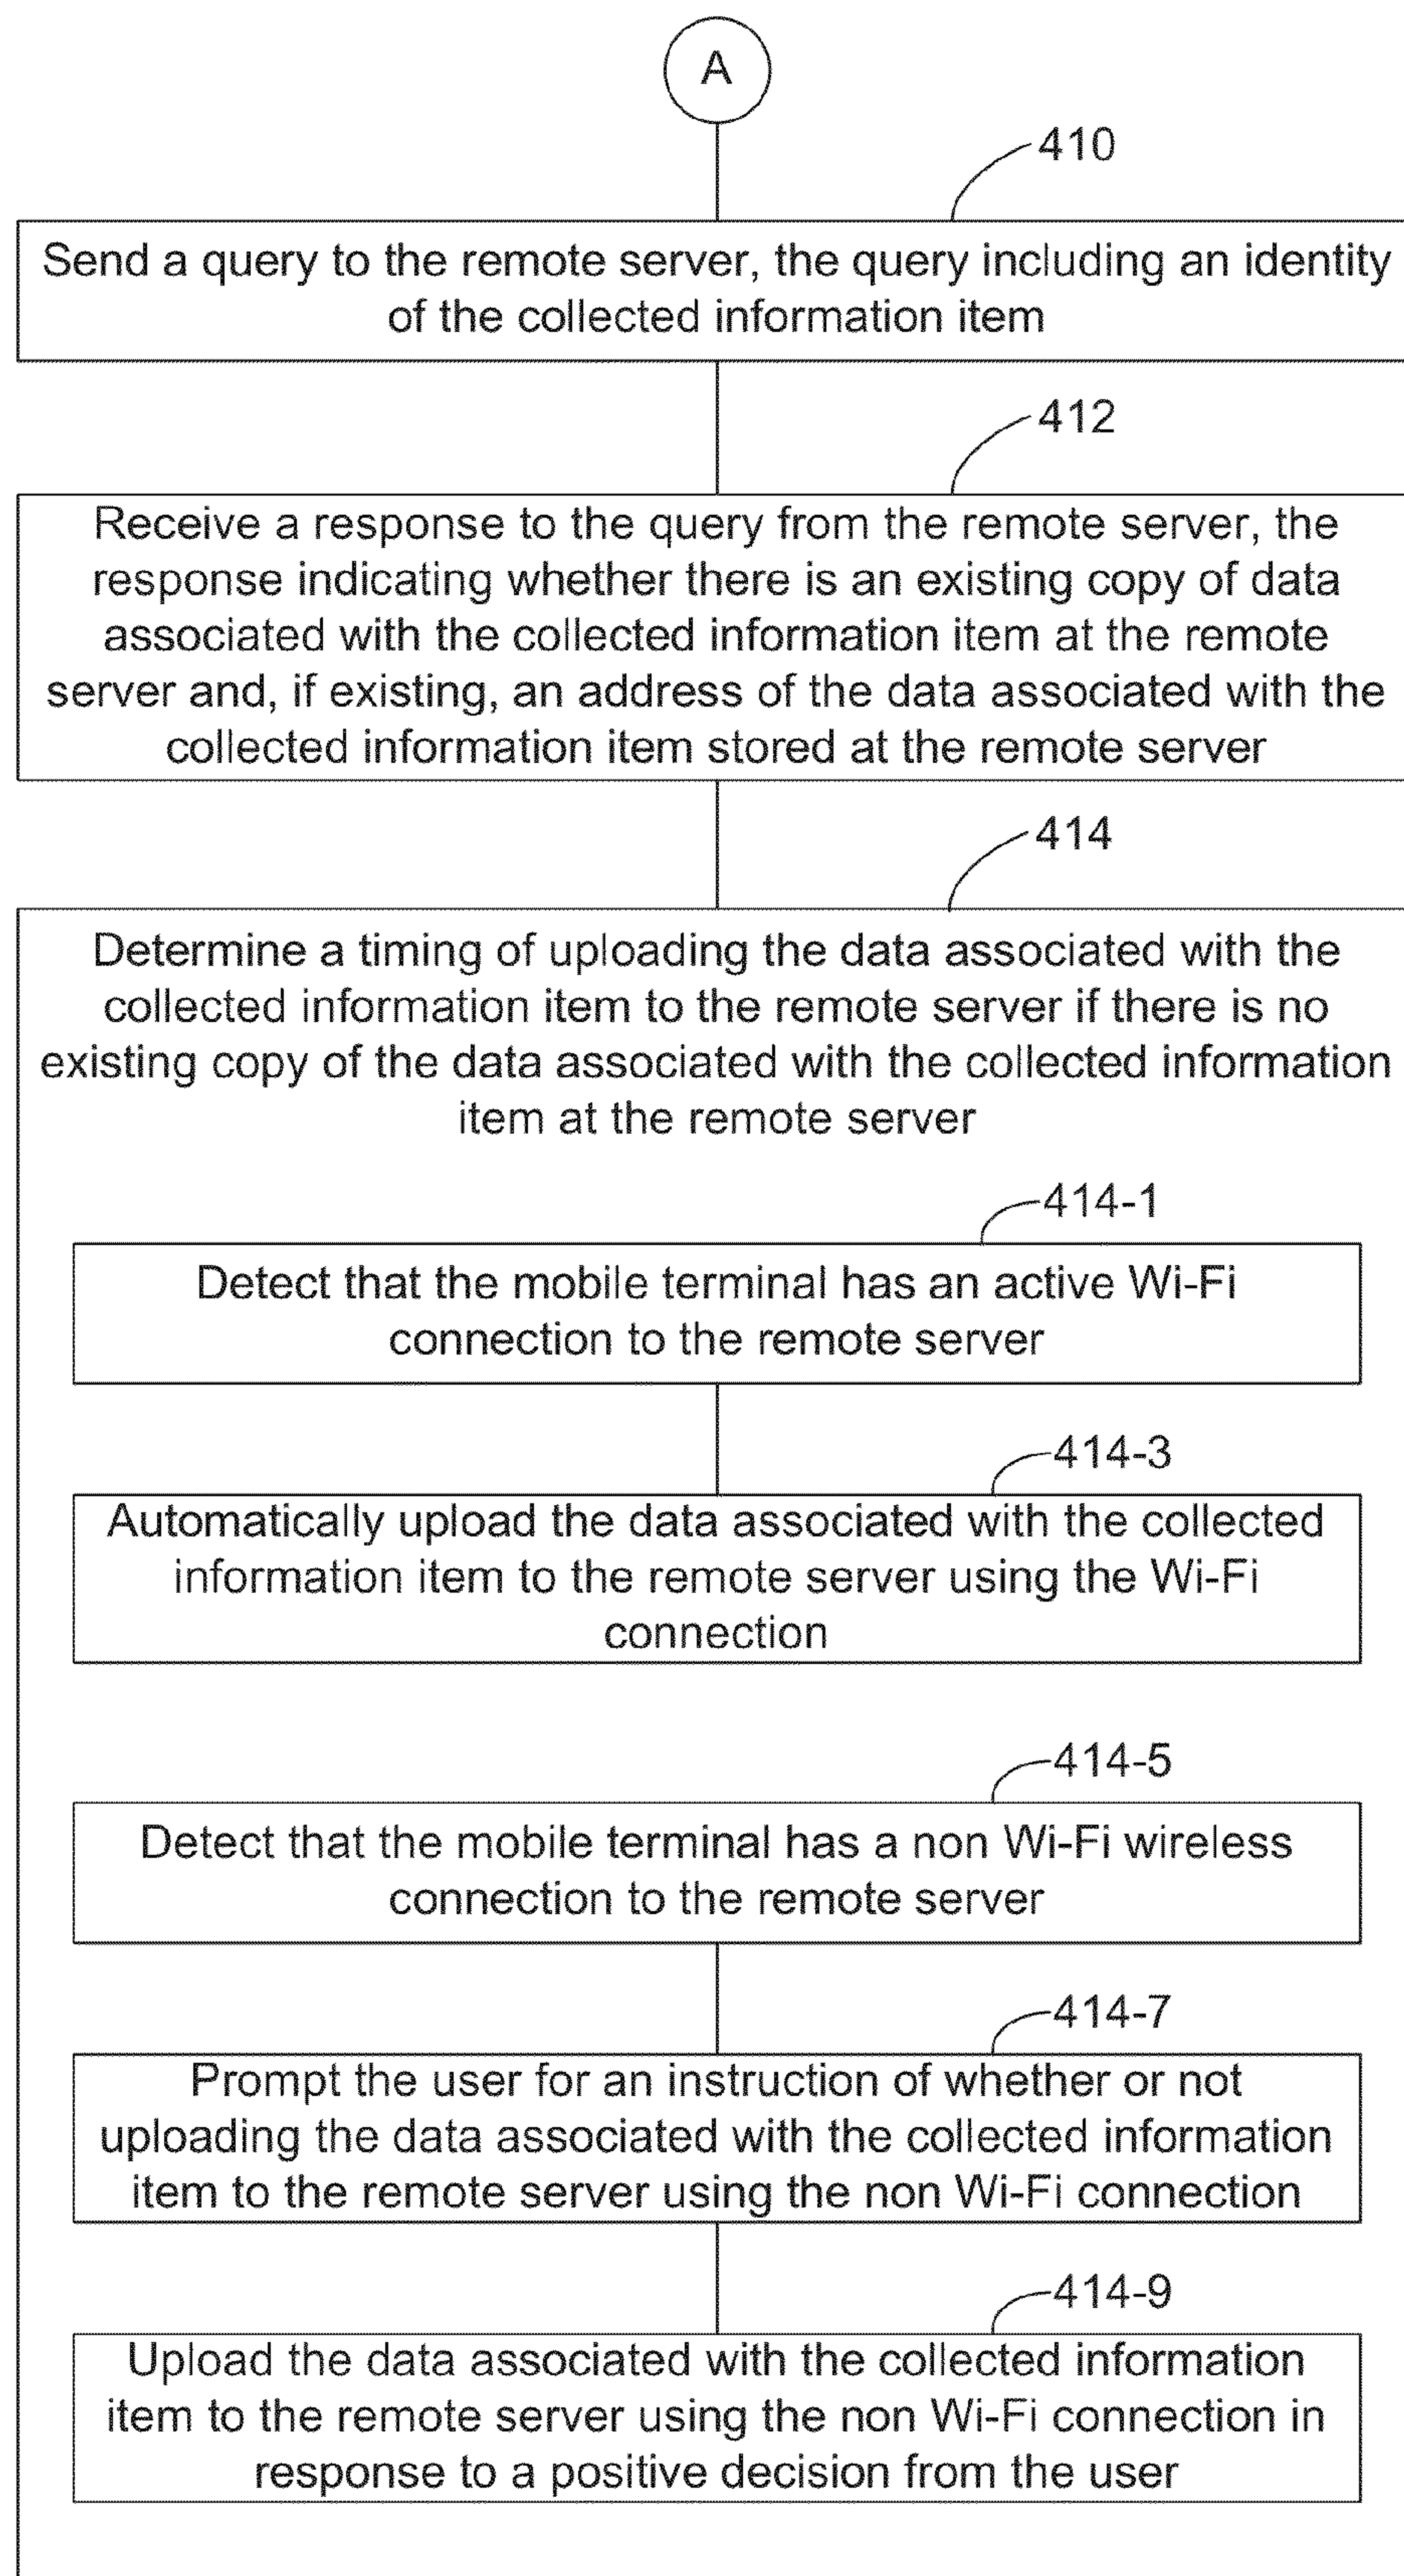 A
410
Send a query to the remote server, the query including an identity
of the collected information item
412
Receive a response to the query from the remote server, the
response indicating whether there is an existing copy of data
associated with the collected information item at the remote
server and, if existing, an address of the data associated with the
collected information item stored at the remote server
414
Determine a timing of uploading the data associated with the
collected information item to the remote server if there is no
existing copy of the data associated with the collected information
item at the remote server
414-1
Detect that the mobile terminal has an active Wi-Fi
connection to the remote server
414-3
Automatically upload the data associated with the collected
information item to the remote server using the Wi-Fi
connection
414-5
Detect that the mobile terminal has a non Wi-Fi wireless
connection to the remote server
414-7
Prompt the user for an instruction of whether or not
uploading the data associated with the collected information
item to the remote server using the non Wi-Fi connection
414-9
Upload the data associated with the collected information
item to the remote server using the non Wi-Fi connection in
response to a positive decision from the user